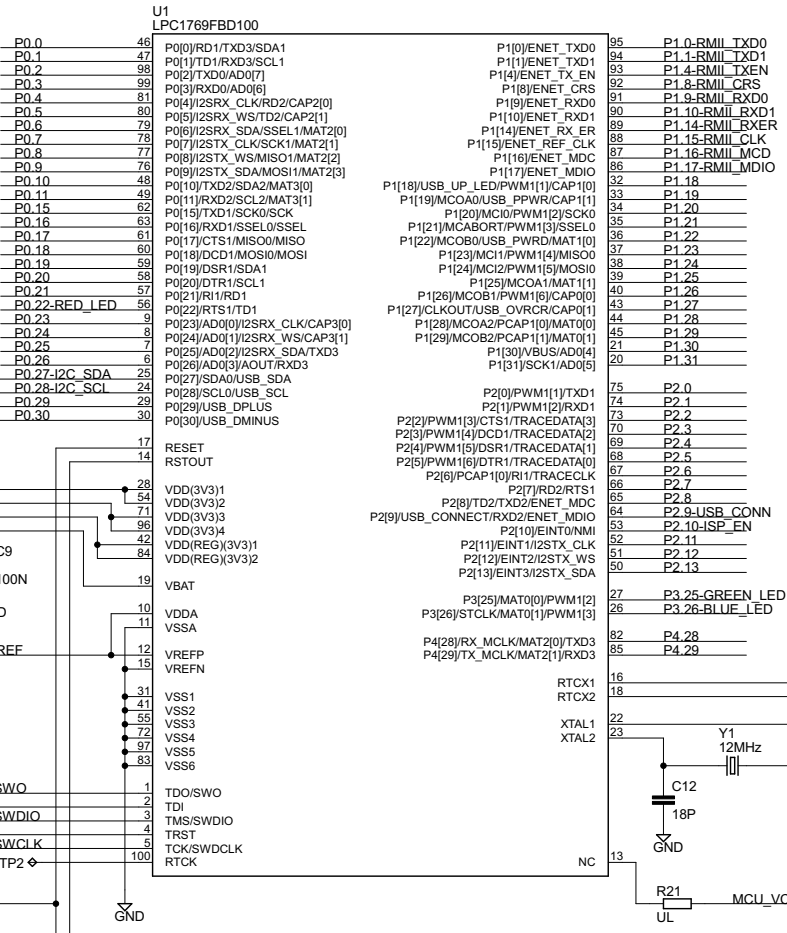 U1
LPC1769FBD100
P0.0 46 P0[0]/RD1/TXD3/SDA1 P1[0]/ENET_TXD0 95 P1.0-RMII_TXD0
P0.1 47 P0[1]/TD1/RXD3/SCL1 P1[1]/ENET_TXD1 94 P1.1-RMII_TXD1
P0.2 98 P0[2]/TXD0/AD0[7] P1[4]/ENET_TX_EN 93 P1.4-RMII_TXEN
P0.3 99 P0[3]/RXD0/AD0[6] P1[8]/ENET_CRS 92 P1.8-RMII_CRS
P0.4 81 P0[4]/I2SRX_CLK/RD2/CAP2[0] P1[9]/ENET_RXD0 91 P1.9-RMII_RXD0
P0.5 80 P0[5]/I2SRX_WS/TD2/CAP2[1] P1[10]/ENET_RXD1 90 P1.10-RMII_RXD1
P0.6 79 P0[6]/I2SRX_SDA/SSEL1/MAT2[0] P1[14]/ENET_RX_ER 89 P1.14-RMII_RXER
P0.7 78 P0[7]/I2STX_CLK/SCK1/MAT2[1] P1[15]/ENET_REF_CLK 88 P1.15-RMII_CLK
P0.8 77 P0[8]/I2STX_WS/MISO1/MAT2[2] P1[16]/ENET_MDC 87 P1.16-RMII_MCD
P0.9 76 P0[9]/I2STX_SDA/MOSI1/MAT2[3] P1[17]/ENET_MDIO 86 P1.17-RMII_MDIO
P0.10 48 P0[10]/TXD2/SDA2/MAT3[0] P1[18]/USB_UP_LED/PWM1[1]/CAP1[0] 32 P1.18
P0.11 49 P0[11]/RXD2/SCL2/MAT3[1] P1[19]/MCOA0/USB_PPWR/CAP1[1] 33 P1.19
P0.15 62 P0[15]/TXD1/SCK0/SCK P1[20]/MCI0/PWM1[2]/SCK0 34 P1.20
P0.16 63 P0[16]/RXD1/SSEL0/SSEL P1[21]/MCABORT/PWM1[3]/SSEL0 35 P1.21
P0.17 61 P0[17]/CTS1/MISO0/MISO P1[22]/MCOB0/USB_PWRD/MAT1[0] 36 P1.22
P0.18 60 P0[18]/DCD1/MOSI0/MOSI P1[23]/MCI1/PWM1[4]/MISO0 37 P1.23
P0.19 59 P0[19]/DSR1/SDA1 P1[24]/MCI2/PWM1[5]/MOSI0 38 P1.24
P0.20 58 P0[20]/DTR1/SCL1 P1[25]/MCOA1/MAT1[1] 39 P1.25
P0.21 57 P0[21]/RI1/RD1 P1[26]/MCOB1/PWM1[6]/CAP0[0] 40 P1.26
P0.22-RED_LED 56 P0[22]/RTS1/TD1 P1[27]/CLKOUT/USB_OVRCR/CAP0[1] 43 P1.27
P0.23 9 P0[23]/AD0[0]/I2SRX_CLK/CAP3[0] P1[28]/MCOA2/PCAP1[0]/MAT0[0] 44 P1.28
P0.24 8 P0[24]/AD0[1]/I2SRX_WS/CAP3[1] P1[29]/MCOB2/PCAP1[1]/MAT0[1] 45 P1.29
P0.25 7 P0[25]/AD0[2]/I2SRX_SDA/TXD3 P1[30]/VBUS/AD0[4] 21 P1.30
P0.26 6 P0[26]/AD0[3]/AOUT/RXD3 P1[31]/SCK1/AD0[5] 20 P1.31
P0.27-I2C_SDA 25 P0[27]/SDA0/USB_SDA
P0.28-I2C_SCL 24 P0[28]/SCL0/USB_SCL P2[0]/PWM1[1]/TXD1 75 P2.0
P0.29 29 P0[29]/USB_DPLUS P2[1]/PWM1[2]/RXD1 74 P2.1
P0.30 30 P0[30]/USB_DMINUS P2[2]/PWM1[3]/CTS1/TRACEDATA[3] 73 P2.2
P2[3]/PWM1[4]/DCD1/TRACEDATA[2] 70 P2.3
17 RESET P2[4]/PWM1[5]/DSR1/TRACEDATA[1] 69 P2.4
14 RSTOUT P2[5]/PWM1[6]/DTR1/TRACEDATA[0] 68 P2.5
P2[6]/PCAP1[0]/RI1/TRACECLK 67 P2.6
28 VDD(3V3)1 P2[7]/RD2/RTS1 66 P2.7
54 VDD(3V3)2 P2[8]/TD2/TXD2/ENET_MDC 65 P2.8
71 VDD(3V3)3 P2[9]/USB_CONNECT/RXD2/ENET_MDIO 64 P2.9-USB_CONN
96 VDD(3V3)4 P2[10]/EINT0/NMI 53 P2.10-ISP_EN
42 VDD(REG)(3V3)1 P2[11]/EINT1/I2STX_CLK 52 P2.11
C9 84 VDD(REG)(3V3)2 P2[12]/EINT2/I2STX_WS 51 P2.12
P2[13]/EINT3/I2STX_SDA 50 P2.13
100N 19 VBAT
P3[25]/MAT0[0]/PWM1[2] 27 P3.25-GREEN_LED
D 10 VDDA P3[26]/STCLK/MAT0[1]/PWM1[3] 26 P3.26-BLUE_LED
11 VSSA
P4[28]/RX_MCLK/MAT2[0]/TXD3 82 P4.28
REF 12 VREFP P4[29]/TX_MCLK/MAT2[1]/RXD3 85 P4.29
15 VREFN
RTCX1 16
31 VSS1 RTCX2 18
41 VSS2
55 VSS3 XTAL1 22
72 VSS4 XTAL2 23 Y1
97 VSS5 12MHz
83 VSS6
SWO 1 TDO/SWO C12
2 TDI
SWDIO 3 TMS/SWDIO 18P
4 TRST
SWCLK 5 TCK/SWDCLK GND
TP2 100 RTCK NC 13
R21
MCU_VC
GND UL